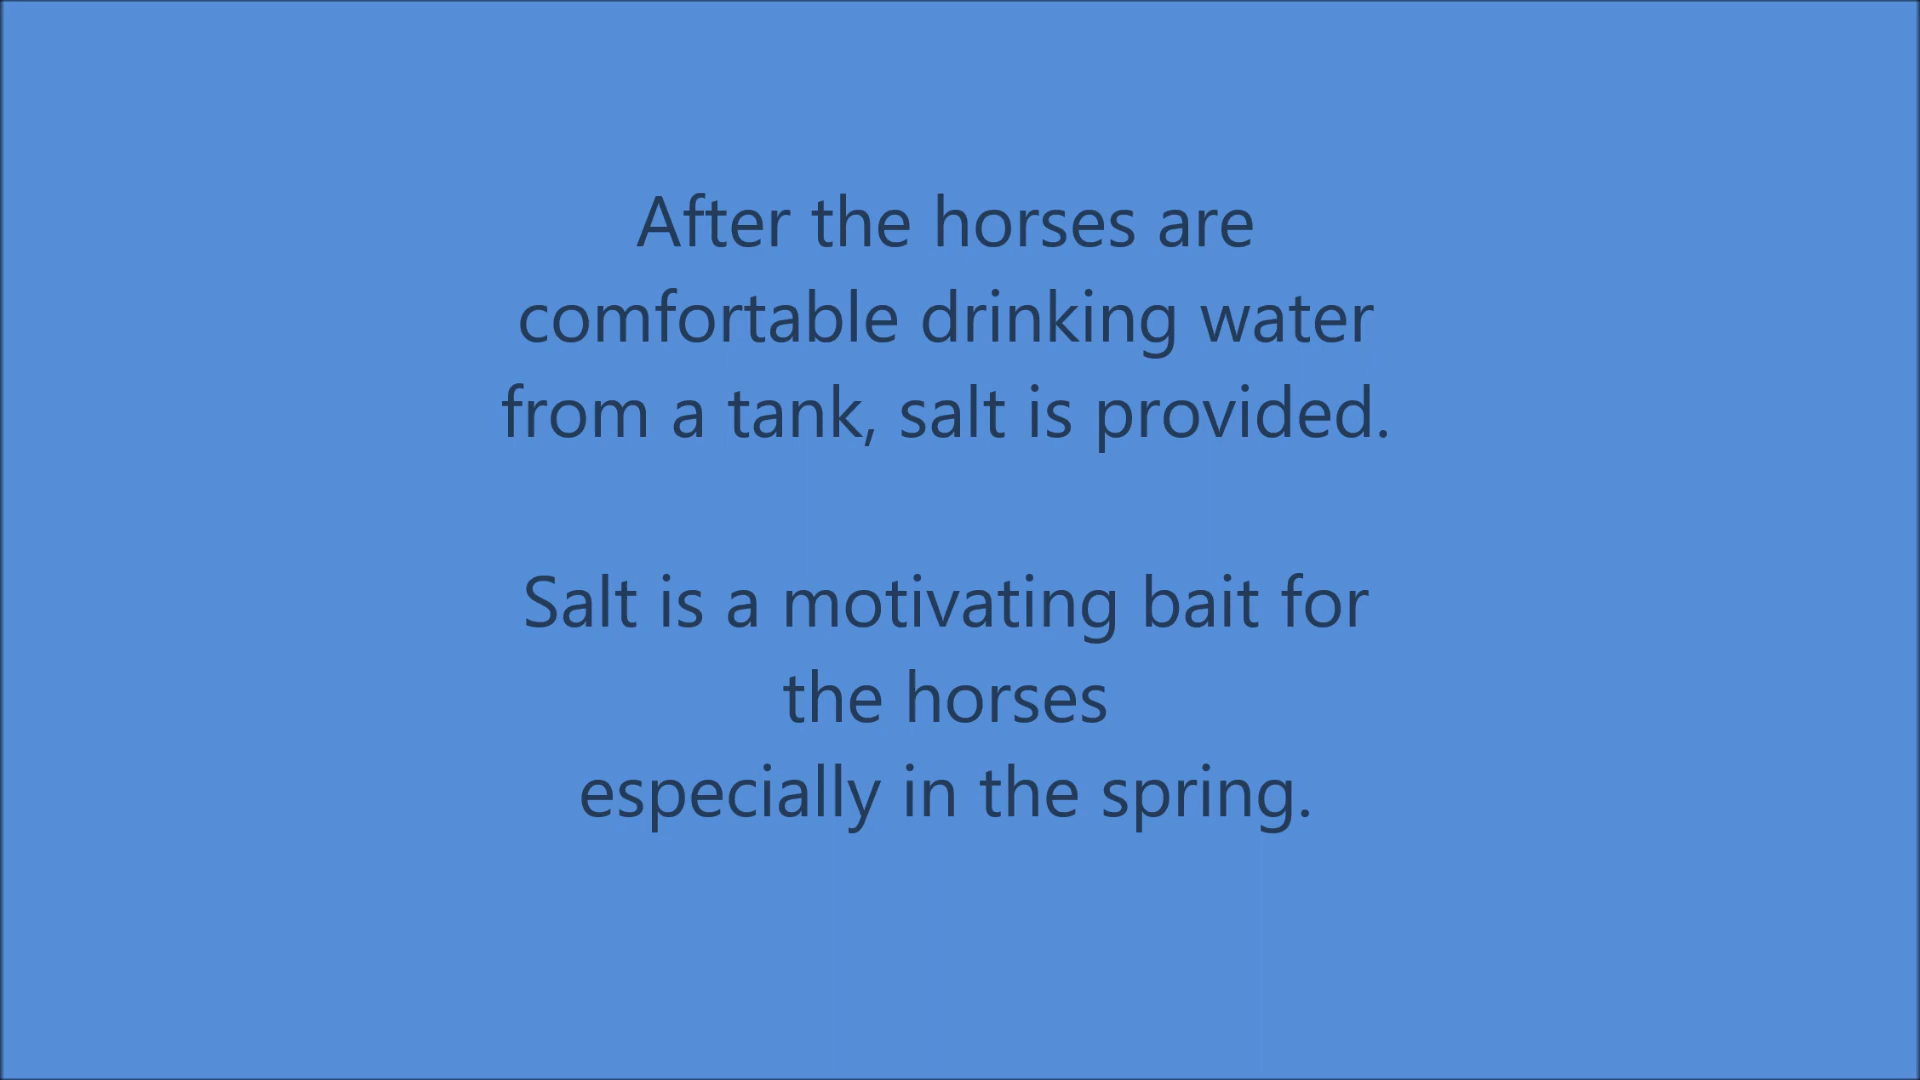 After the horses are
comfortable drinking water
from a tank, salt is provided.
Salt is a motivating bait for
the horses
especially in the spring.